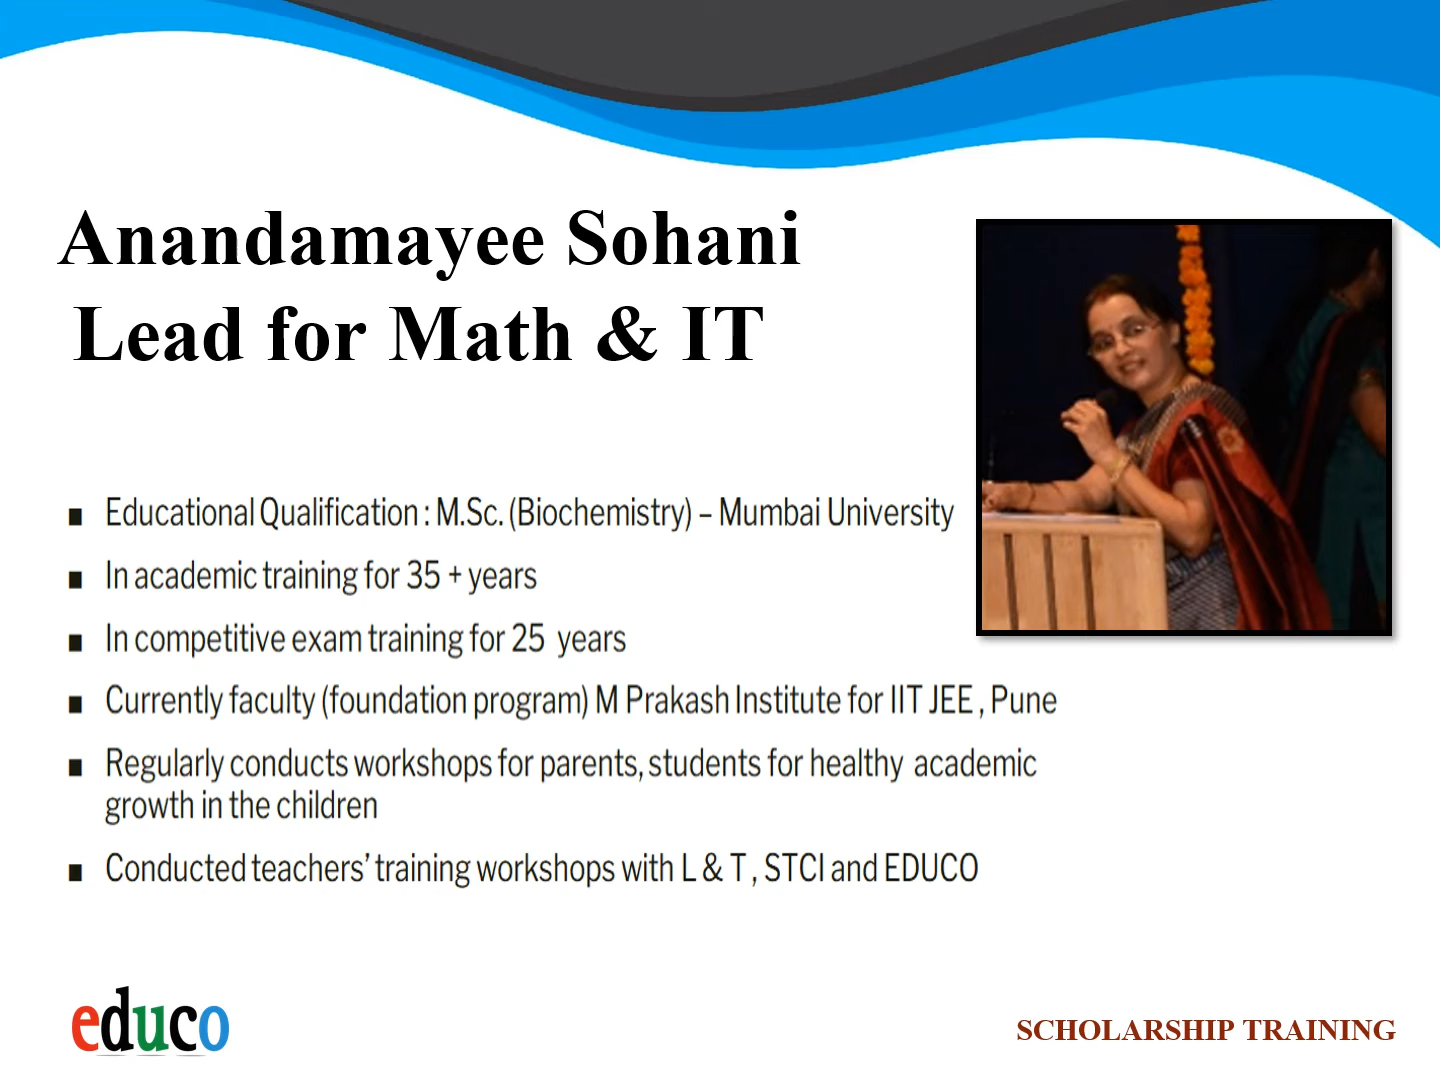 Anandamayee Sohani
Lead for Math & IT
▪ Educational Qualification : M.Sc. (Biochemistry) – Mumbai University
▪ In academic training for 35 + years
▪ In competitive exam training for 25 years
▪ Currently faculty (foundation program) M Prakash Institute for IIT JEE , Pune
▪ Regularly conducts workshops for parents, students for healthy academic
growth in the children
▪ Conducted teachers’ training workshops with L & T , STCI and EDUCO
educo
SCHOLARSHIP TRAINING